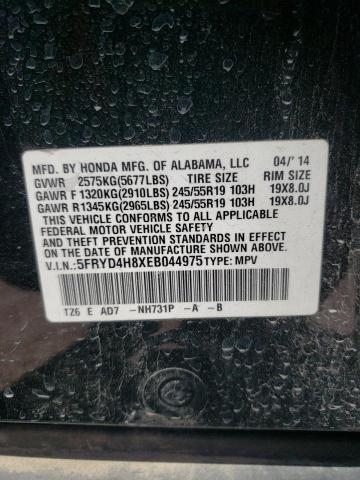 MFD. BY HONDA MFG. OF ALABAMA, LLC 04/'14
GVWR 2575KG(5677LBS) TIRE SIZE RIM SIZE
GAWR F 1320KG(2910LBS) 245/55R19 103H 19X8.0J
GAWR R1345KG(2965LBS) 245/55R19 103H 19X8.0J
THIS VEHICLE CONFORMS TO ALL APPLICABLE
FEDERAL MOTOR VEHICLE SAFETY
AND THEFT PREVENTION STANDARDS IN EFFECT
ON THE DATE OF MANUFACTURE SHOWN ABOVE.
V.I.N.:5FRYD4H8XEB044975 TYPE: MPV
TZ6 E AD7 -NH731P -A -B